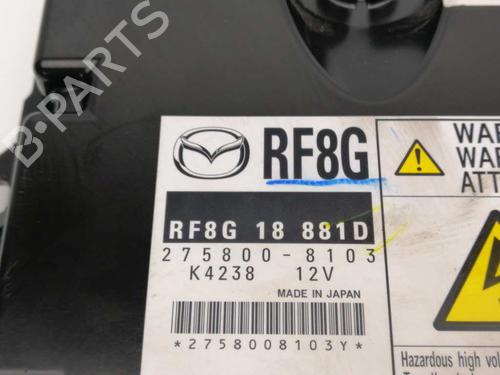 B-PARTS
RF8G
RF8G 18 881D
275800-8103
K4238 12V
MADE IN JAPAN
*2758008103Y*
WAR
WAR
ATT
Hazardous high vol